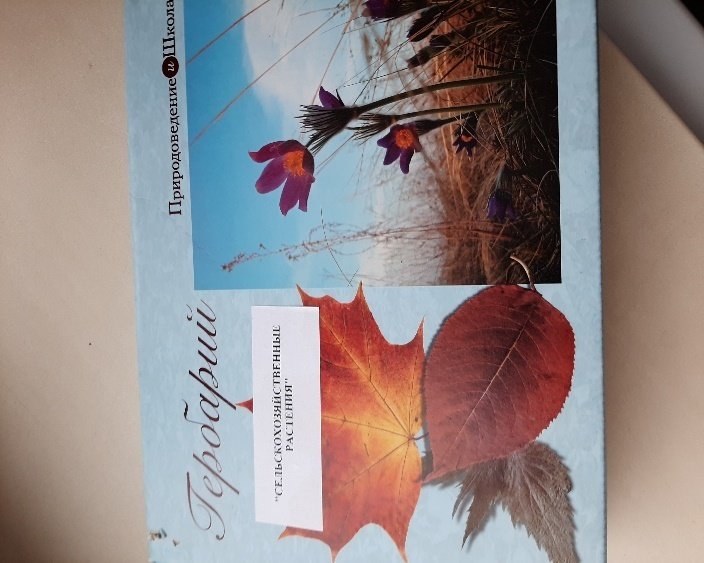 Природоведение и Школа
Гербарий
"СЕЛЬСКОХОЗЯЙСТВЕННЫЕ
РАСТЕНИЯ"